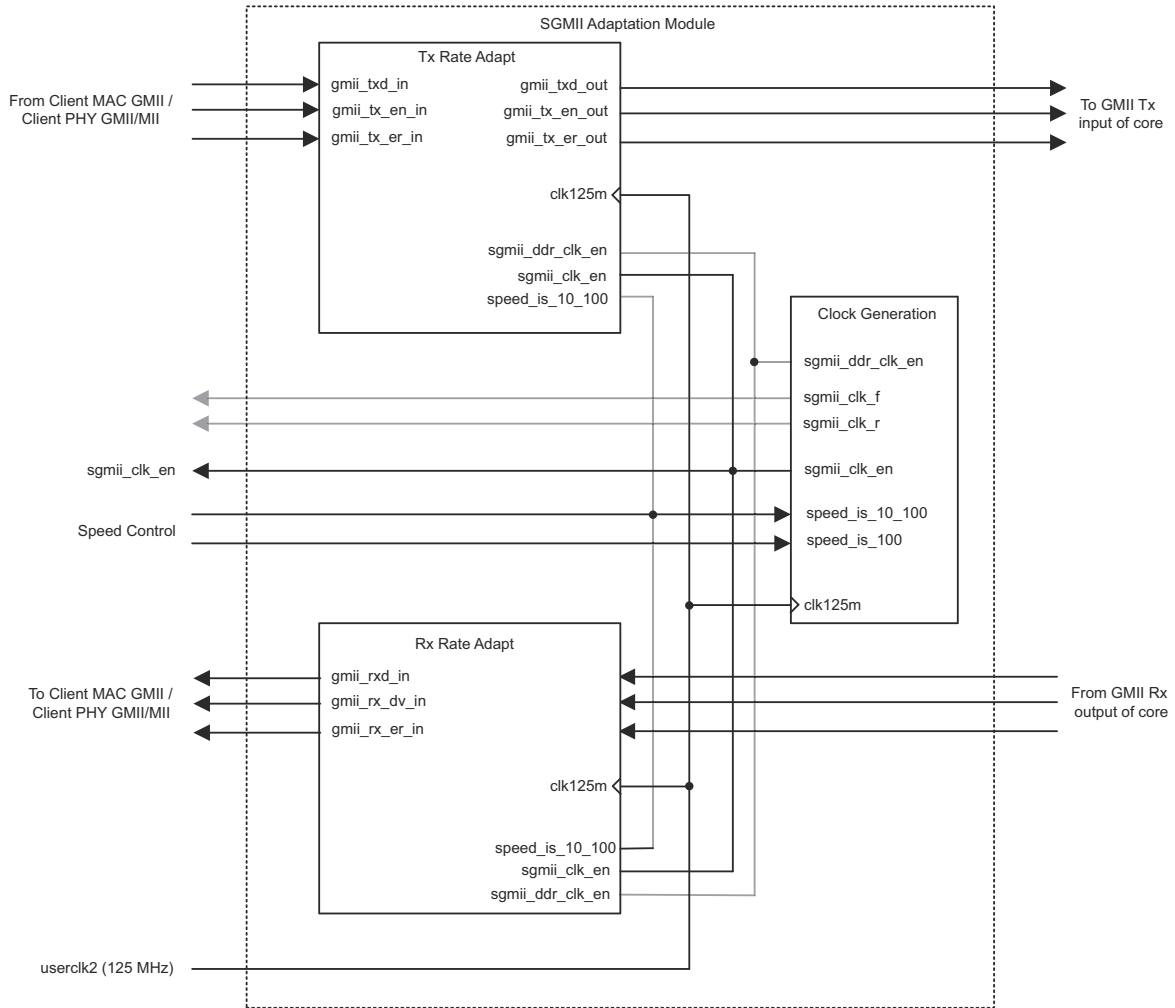 SGMII Adaptation Module
Tx Rate Adapt
From Client MAC GMII /
Client PHY GMII/MII
gmii_txd_in
gmii_tx_en_in
gmii_tx_er_in
gmii_txd_out
gmii_tx_en_out
gmii_tx_er_out
To GMII Tx
input of core
clk125m
sgmii_ddr_clk_en
sgmii_clk_en
speed_is_10_100
Clock Generation
sgmii_ddr_clk_en
sgmii_clk_f
sgmii_clk_r
sgmii_clk_en
sgmii_clk_en
Speed Control
speed_is_10_100
speed_is_100
clk125m
Rx Rate Adapt
To Client MAC GMII /
Client PHY GMII/MII
gmii_rxd_in
gmii_rx_dv_in
gmii_rx_er_in
From GMII Rx
output of core
clk125m
speed_is_10_100
sgmii_clk_en
sgmii_ddr_clk_en
userclk2 (125 MHz)